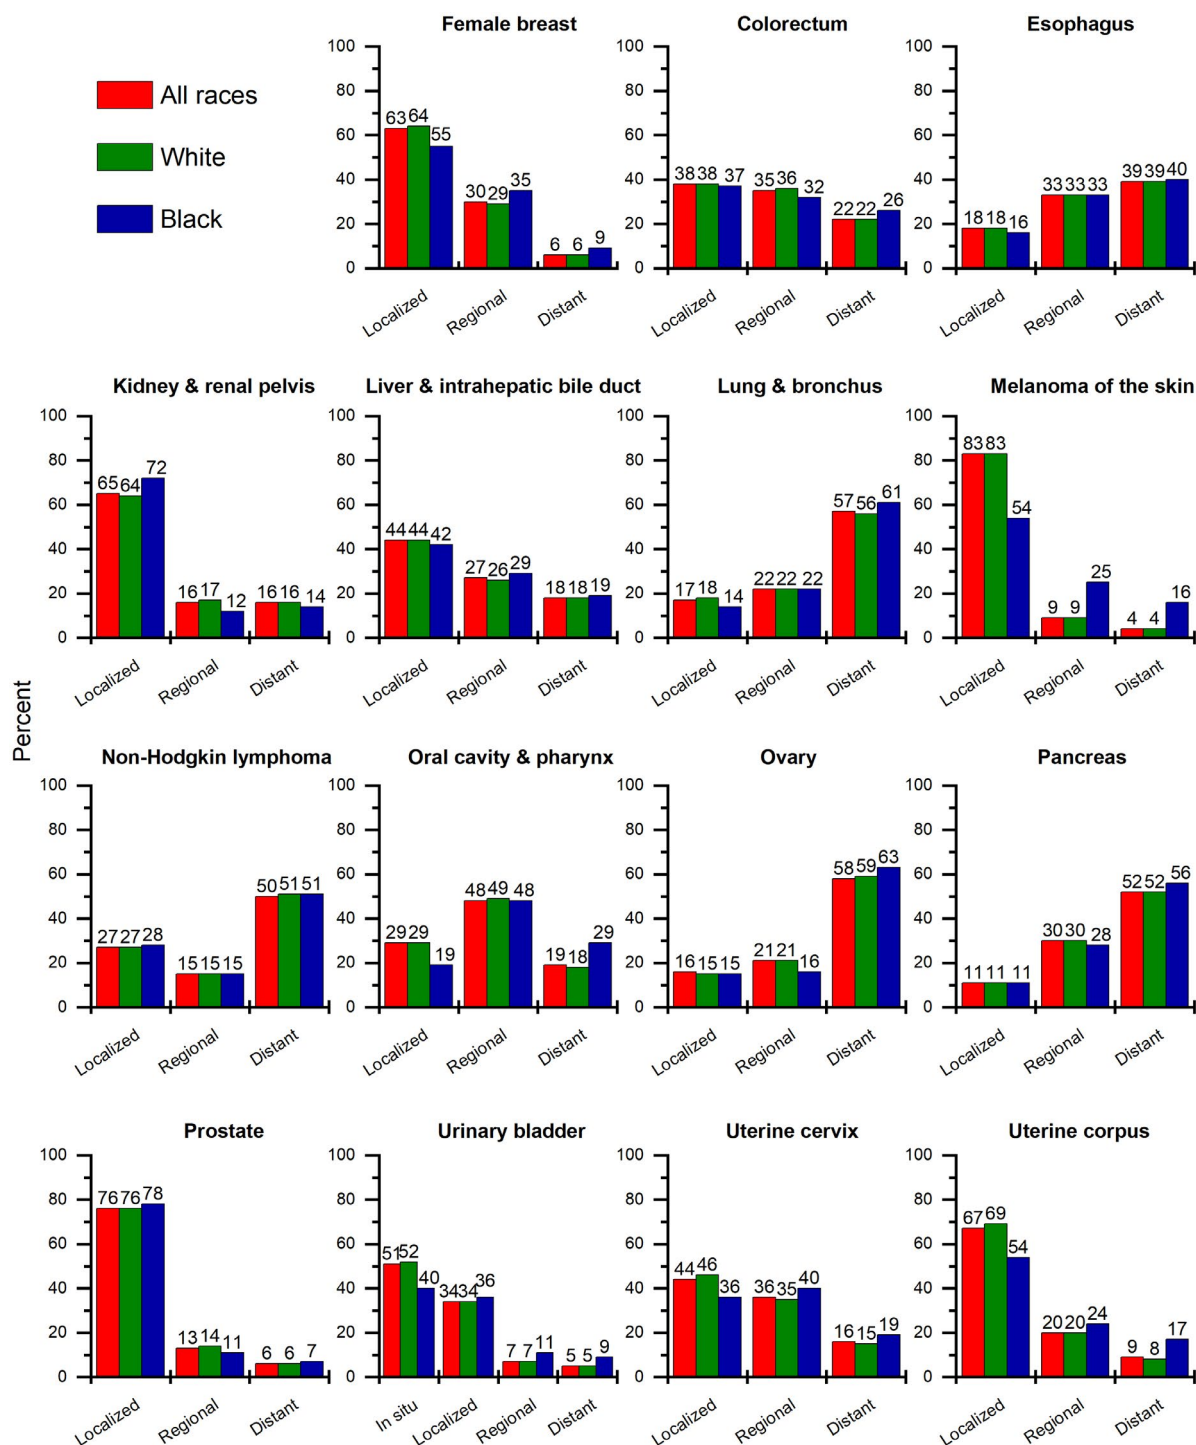 Female breast
Colorectum
Esophagus
All races
White
Black
100
80
60
40
20
0
63 64 55
30 29 35
6 6 9
Localized
Regional
Distant
100
80
60
40
20
0
38 38 37
35 36 32
22 22 26
Localized
Regional
Distant
100
80
60
40
20
0
18 18 16
33 33 33
39 39 40
Localized
Regional
Distant
Percent
Kidney & renal pelvis
100
80
60
40
20
0
65 64 72
16 17 12
16 16 14
Localized
Regional
Distant
Liver & intrahepatic bile duct
100
80
60
40
20
0
44 44 42
27 26 29
18 18 19
Localized
Regional
Distant
Lung & bronchus
100
80
60
40
20
0
17 18 14
22 22 22
57 56 61
Localized
Regional
Distant
Melanoma of the skin
100
80
60
40
20
0
83 83 54
9 9 25
4 4 16
Localized
Regional
Distant
Non-Hodgkin lymphoma
100
80
60
40
20
0
27 27 28
15 15 15
50 51 51
Localized
Regional
Distant
Oral cavity & pharynx
100
80
60
40
20
0
29 29 19
48 49 48
19 18 29
Localized
Regional
Distant
Ovary
100
80
60
40
20
0
16 15 15
21 21 16
58 59 63
Localized
Regional
Distant
Pancreas
100
80
60
40
20
0
11 11 11
30 30 28
52 52 56
Localized
Regional
Distant
Prostate
100
80
60
40
20
0
76 76 78
13 14 11
6 6 7
Localized
Regional
Distant
Urinary bladder
100
80
60
40
20
0
51 52 40
34 34 36
7 7 11
5 5 9
In situ
Localized
Regional
Distant
Uterine cervix
100
80
60
40
20
0
44 46 36
36 35 40
16 15 19
Localized
Regional
Distant
Uterine corpus
100
80
60
40
20
0
67 69 54
20 20 24
9 8 17
Localized
Regional
Distant